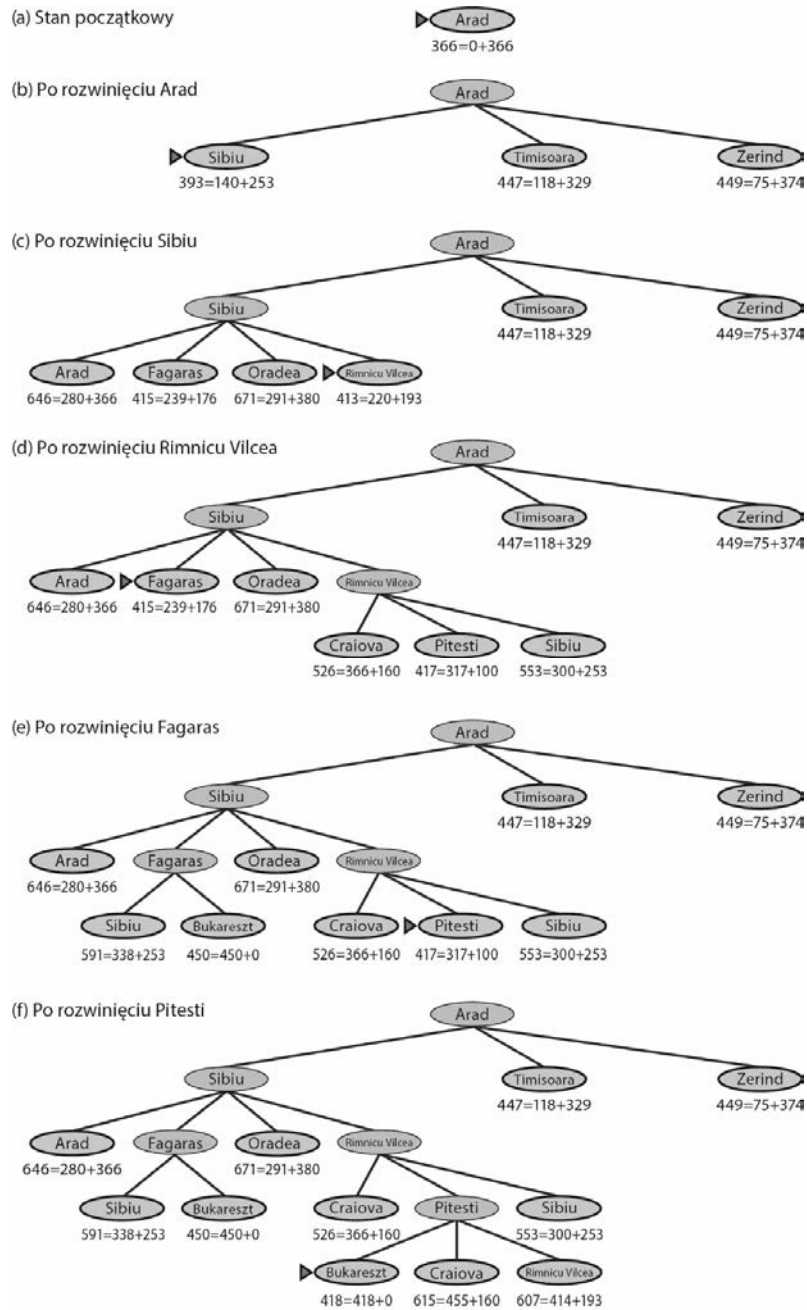 (a) Stan początkowy
Arad
366=0+366
(b) Po rozwinięciu Arad
Arad
Sibiu Timisoara Zerind
393=140+253 447=118+329 449=75+374
(c) Po rozwinięciu Sibiu
Arad
Sibiu Timisoara Zerind
447=118+329 449=75+374
Arad Fagaras Oradea Rimnicu Vilcea
646=280+366 415=239+176 671=291+380 413=220+193
(d) Po rozwinięciu Rimnicu Vilcea
Arad
Sibiu Timisoara Zerind
447=118+329 449=75+374
Arad Fagaras Oradea Rimnicu Vilcea
646=280+366 415=239+176 671=291+380
Craiova Pitesti Sibiu
526=366+160 417=317+100 553=300+253
(e) Po rozwinięciu Fagaras
Arad
Sibiu Timisoara Zerind
447=118+329 449=75+374
Arad Fagaras Oradea Rimnicu Vilcea
646=280+366 671=291+380
Sibiu Bukareszt Craiova Pitesti Sibiu
591=338+253 450=450+0 526=366+160 417=317+100 553=300+253
(f) Po rozwinięciu Pitesti
Arad
Sibiu Timisoara Zerind
447=118+329 449=75+374
Arad Fagaras Oradea Rimnicu Vilcea
646=280+366 671=291+380
Sibiu Bukareszt Craiova Pitesti Sibiu
591=338+253 450=450+0 526=366+160 553=300+253
Bukareszt Craiova Rimnicu Vilcea
418=418+0 615=455+160 607=414+193